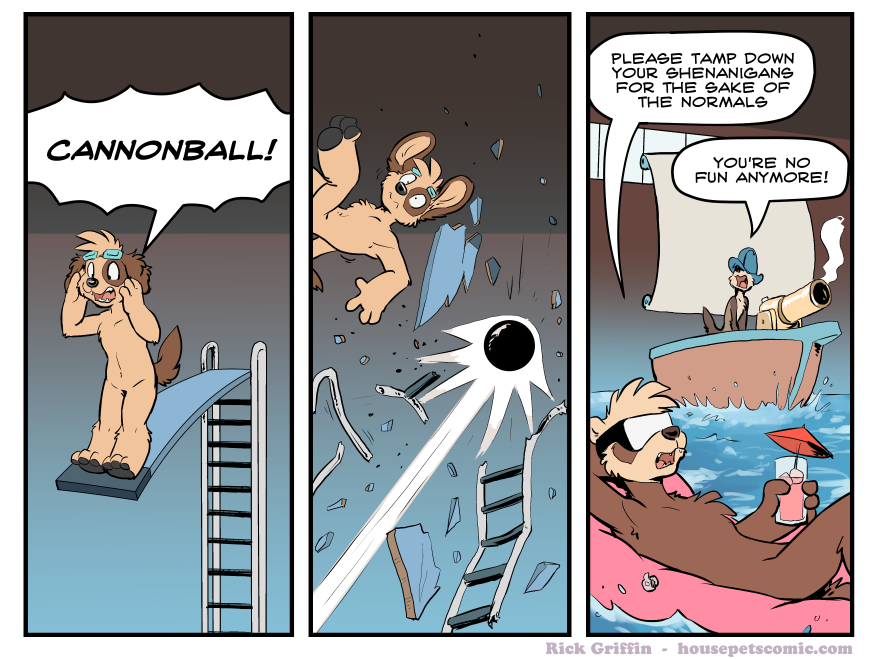 CANNONBALL!
PLEASE TAMP DOWN
YOUR SHENANIGANS
FOR THE SAKE OF
THE NORMALS
YOU'RE NO
FUN ANYMORE!
Rick Griffin - housepetscomic.com